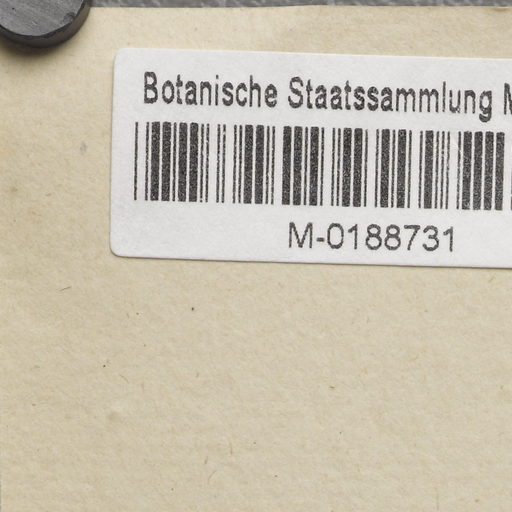 Botanische Staatssammlung M
M-0188731